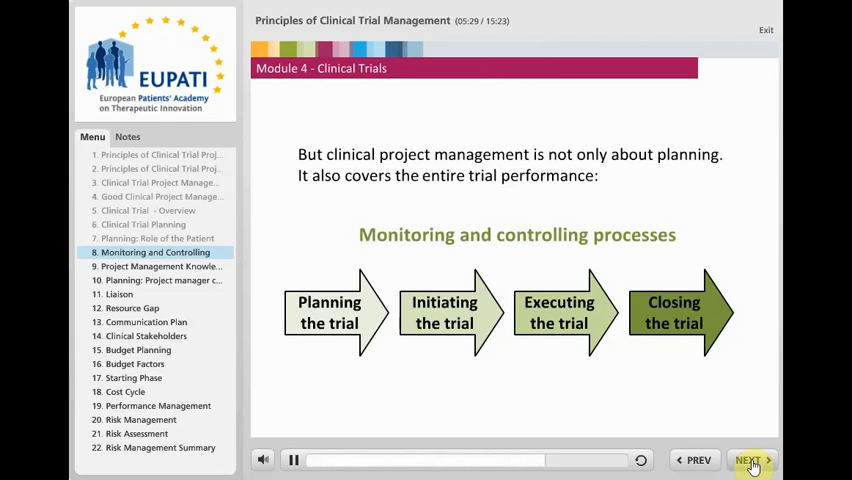 Principles of Clinical Trial Management (05:29 / 15:23)
Exit
EUPATI
European Patients' Academy
on Therapeutic Innovation
Module 4 - Clinical Trials
Menu
Notes
1. Principles of Clinical Trial Proj...
2. Principles of Clinical Trial Proj...
3. Clinical Trial Project Manage...
4. Good Clinical Project Manage...
5. Clinical Trial - Overview
6. Clinical Trial Planning
7. Planning: Role of the Patient
8. Monitoring and Controlling
9. Project Management Knowle...
10. Planning: Project manager c...
11. Liaison
12. Resource Gap
13. Communication Plan
14. Clinical Stakeholders
15. Budget Planning
16. Budget Factors
17. Starting Phase
18. Cost Cycle
19. Performance Management
20. Risk Management
21. Risk Assessment
22. Risk Management Summary
But clinical project management is not only about planning.
It also covers the entire trial performance:
Monitoring and controlling processes
Planning
the trial
Initiating
the trial
Executing
the trial
Closing
the trial
PREV
NEXT